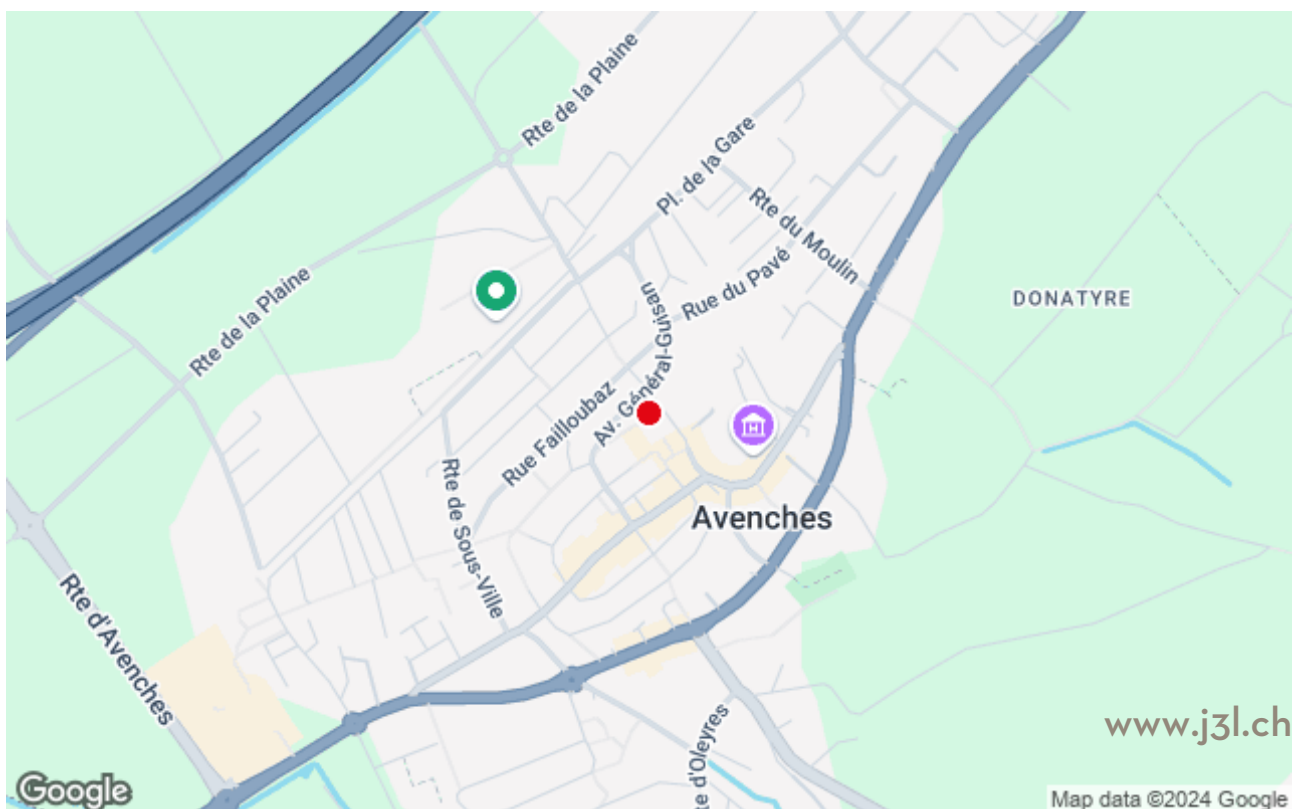 Rte de la Plaine
Pl. de la Gare
Rte du Moulin
Rue du Pavé
DONATYRE
Rte de la Plaine
Av. Général-Guisan
Rue Failloubaz
Rte de Sous-Ville
Avenches
Rte d'Avenches
e d'Oleyres
www.j3l.ch
Google
Map data ©2024 Google